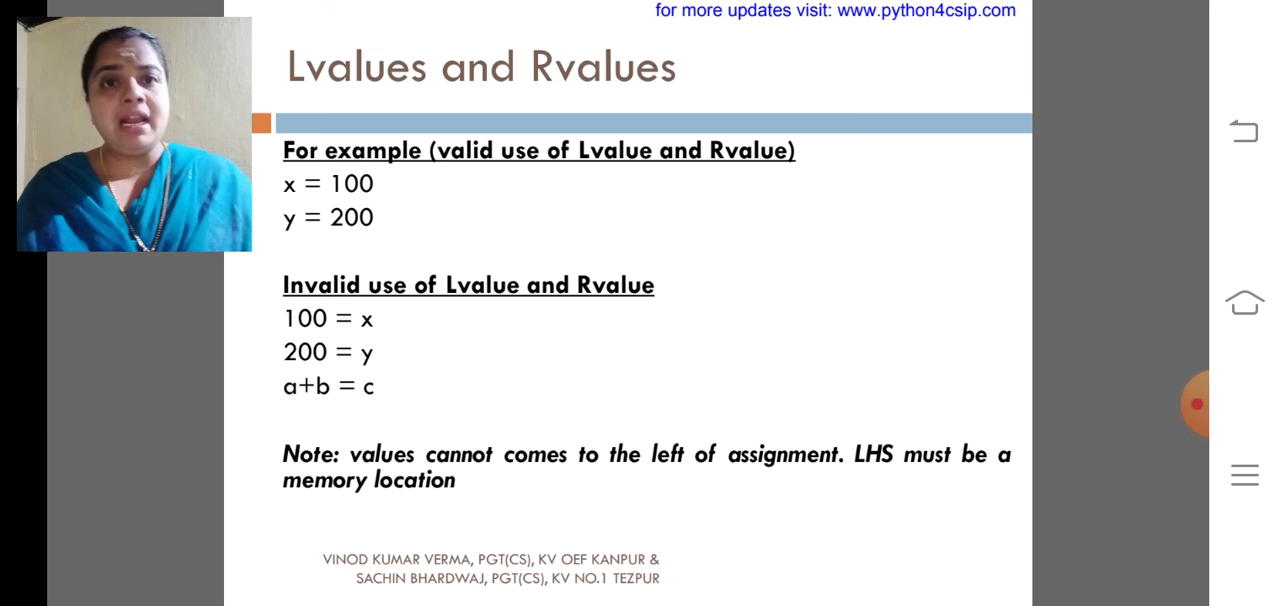 for more updates visit: www.python4csip.com
Lvalues and Rvalues
For example (valid use of Lvalue and Rvalue)
x = 100
y = 200
Invalid use of Lvalue and Rvalue
100 = x
200 = y
a+b = c
Note: values cannot comes to the left of assignment. LHS must be a
memory location
VINOD KUMAR VERMA, PGT(CS), KV OEF KANPUR &
SACHIN BHARDWAJ, PGT(CS), KV NO.1 TEZPUR